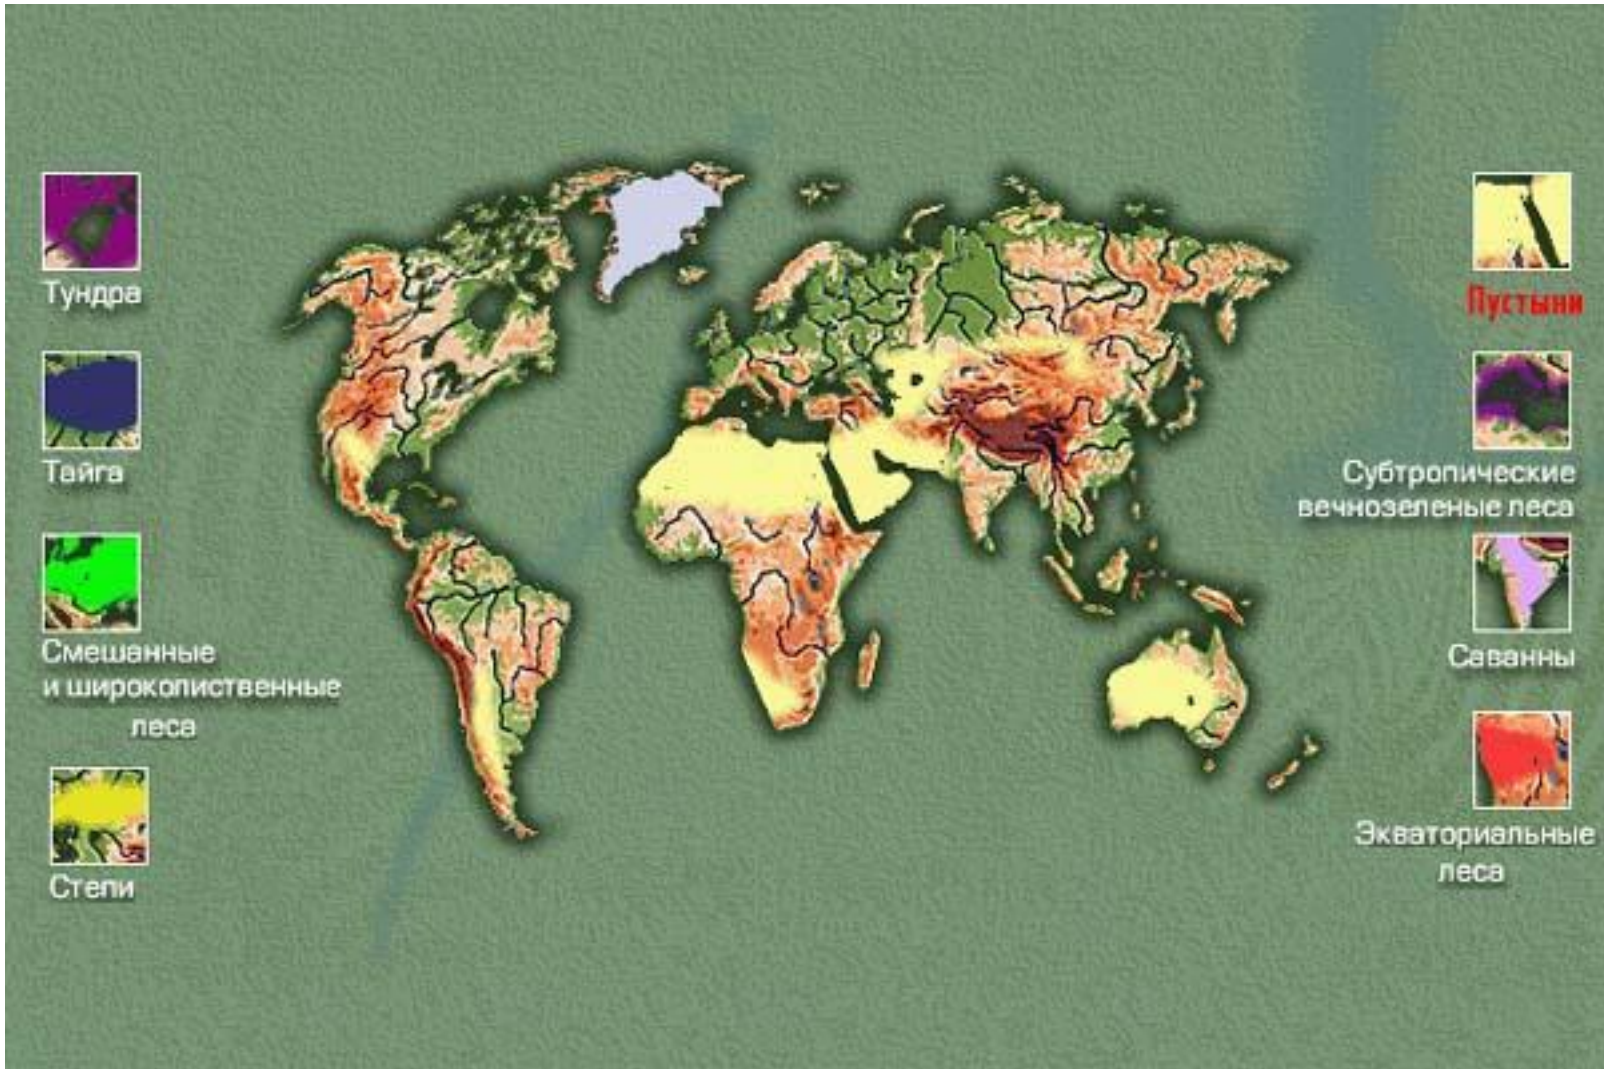 Тундра
Тайга
Смешанные
и широколиственные
леса
Степи
Пустыни
Субтропические
вечнозеленые леса
Саванны
Экваториальные
леса